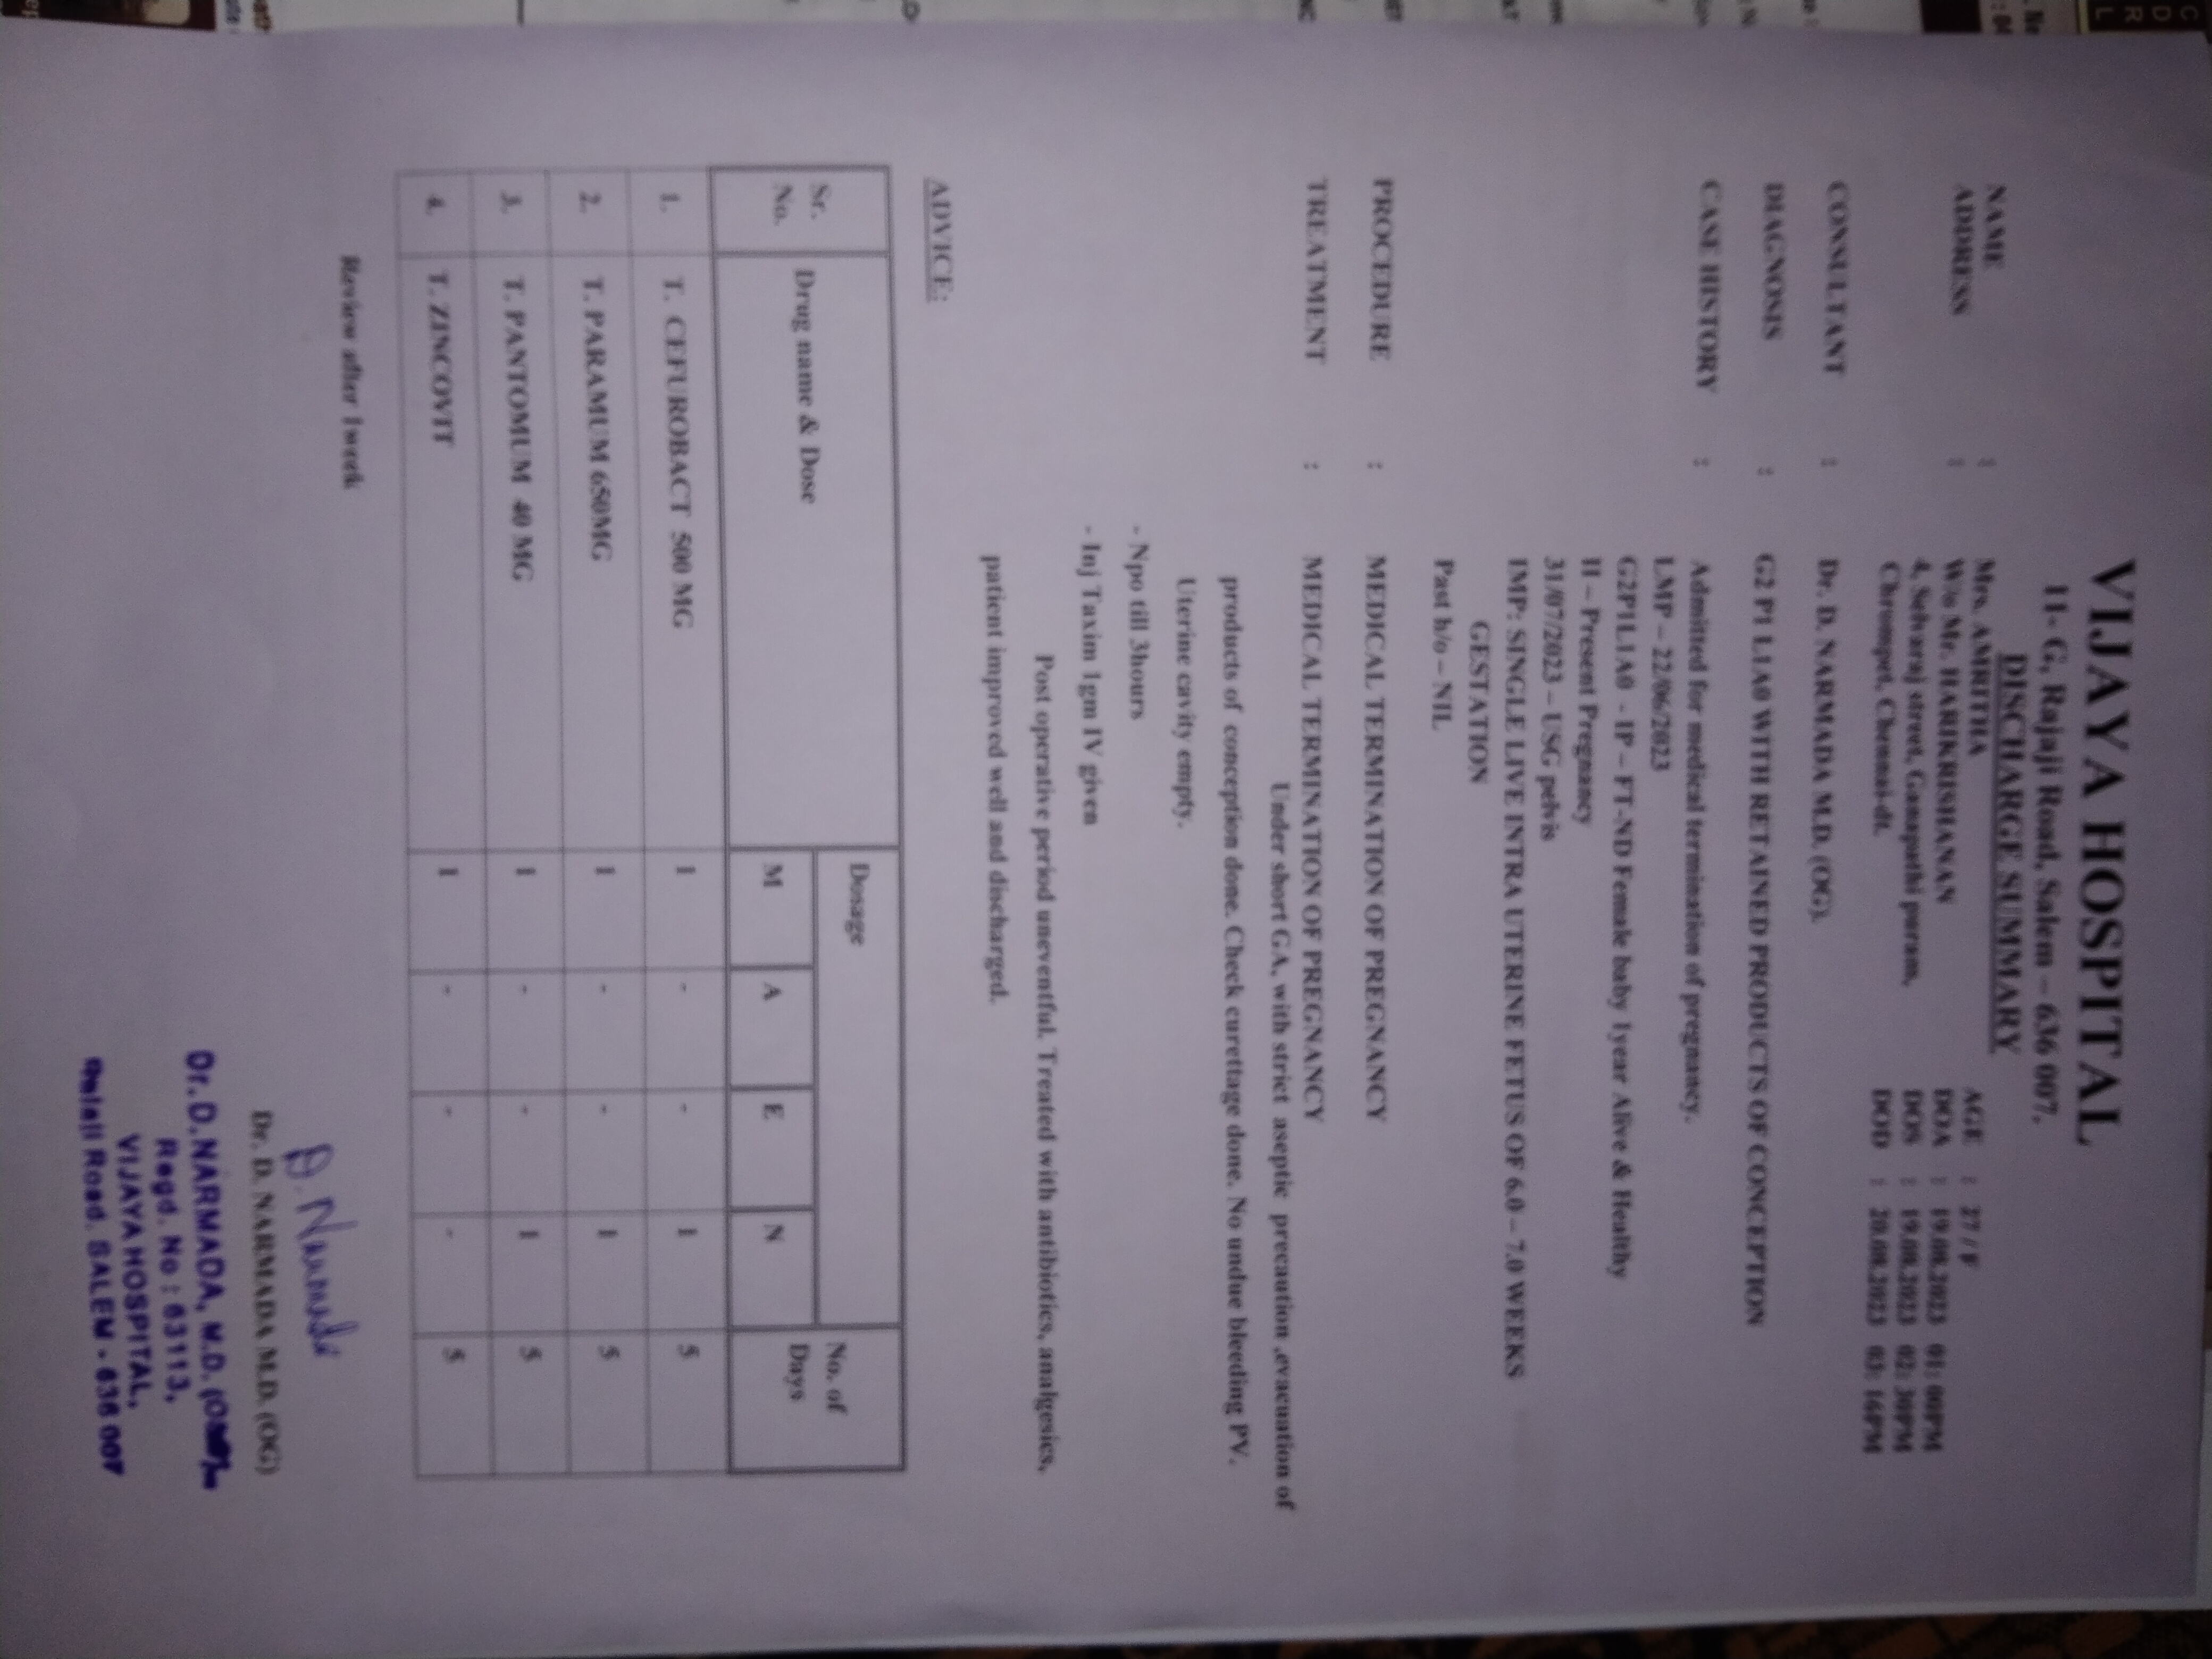 VIJAYA HOSPITAL
11- G, Rajaji Road, Salem – 636 007.
DISCHARGE SUMMARY
NAME : Mrs. AMRITHA AGE : 27 / F
ADDRESS : W/o Mr. HARIKRISHANAN DOA : 19.08.2023 01: 00PM
4, Selvaraj street, Ganapathi puram, DOS : 19.08.2023 02: 30PM
Chrompet, Chennai-dt. DOD : 20.08.2023 03: 16PM
CONSULTANT : Dr. D. NARMADA M.D. (OG).
DIAGNOSIS : G2 P1 L1A0 WITH RETAINED PRODUCTS OF CONCEPTION
CASE HISTORY : Admitted for medical termination of pregnancy.
LMP – 22/06/2023
G2P1L1A0 - IP – FT-ND Female baby 1year Alive & Healthy
II – Present Pregnancy
31/07/2023 – USG pelvis
IMP: SINGLE LIVE INTRA UTERINE FETUS OF 6.0 – 7.0 WEEKS
GESTATION
Past h/o – NIL
PROCEDURE : MEDICAL TERMINATION OF PREGNANCY
TREATMENT : MEDICAL TERMINATION OF PREGNANCY
Under short GA, with strict aseptic precaution ,evacuation of
products of conception done. Check curettage done. No undue bleeding PV.
Uterine cavity empty.
- Npo till 3hours
- Inj Taxim 1gm IV given
Post operative period uneventful. Treated with antibiotics, analgesics,
patient improved well and discharged.
ADVICE:
Sr. No. Drug name & Dose Dosage No. of Days
M A E N
1. T. CEFUROBACT 500 MG 1 - - 1 5
2. T. PARAMUM 650MG 1 - - 1 5
3. T. PANTOMUM 40 MG 1 - - 1 5
4. T. ZINCOVIT 1 - - - 5
Review after 1week
D. Narmada
Dr. D. NARMADA M.D. (OG)
Dr. D. NARMADA, M.D.
Regd. No : 63113,
VIJAYA HOSPITAL,
Rajaji Road. SALEM - 636 007